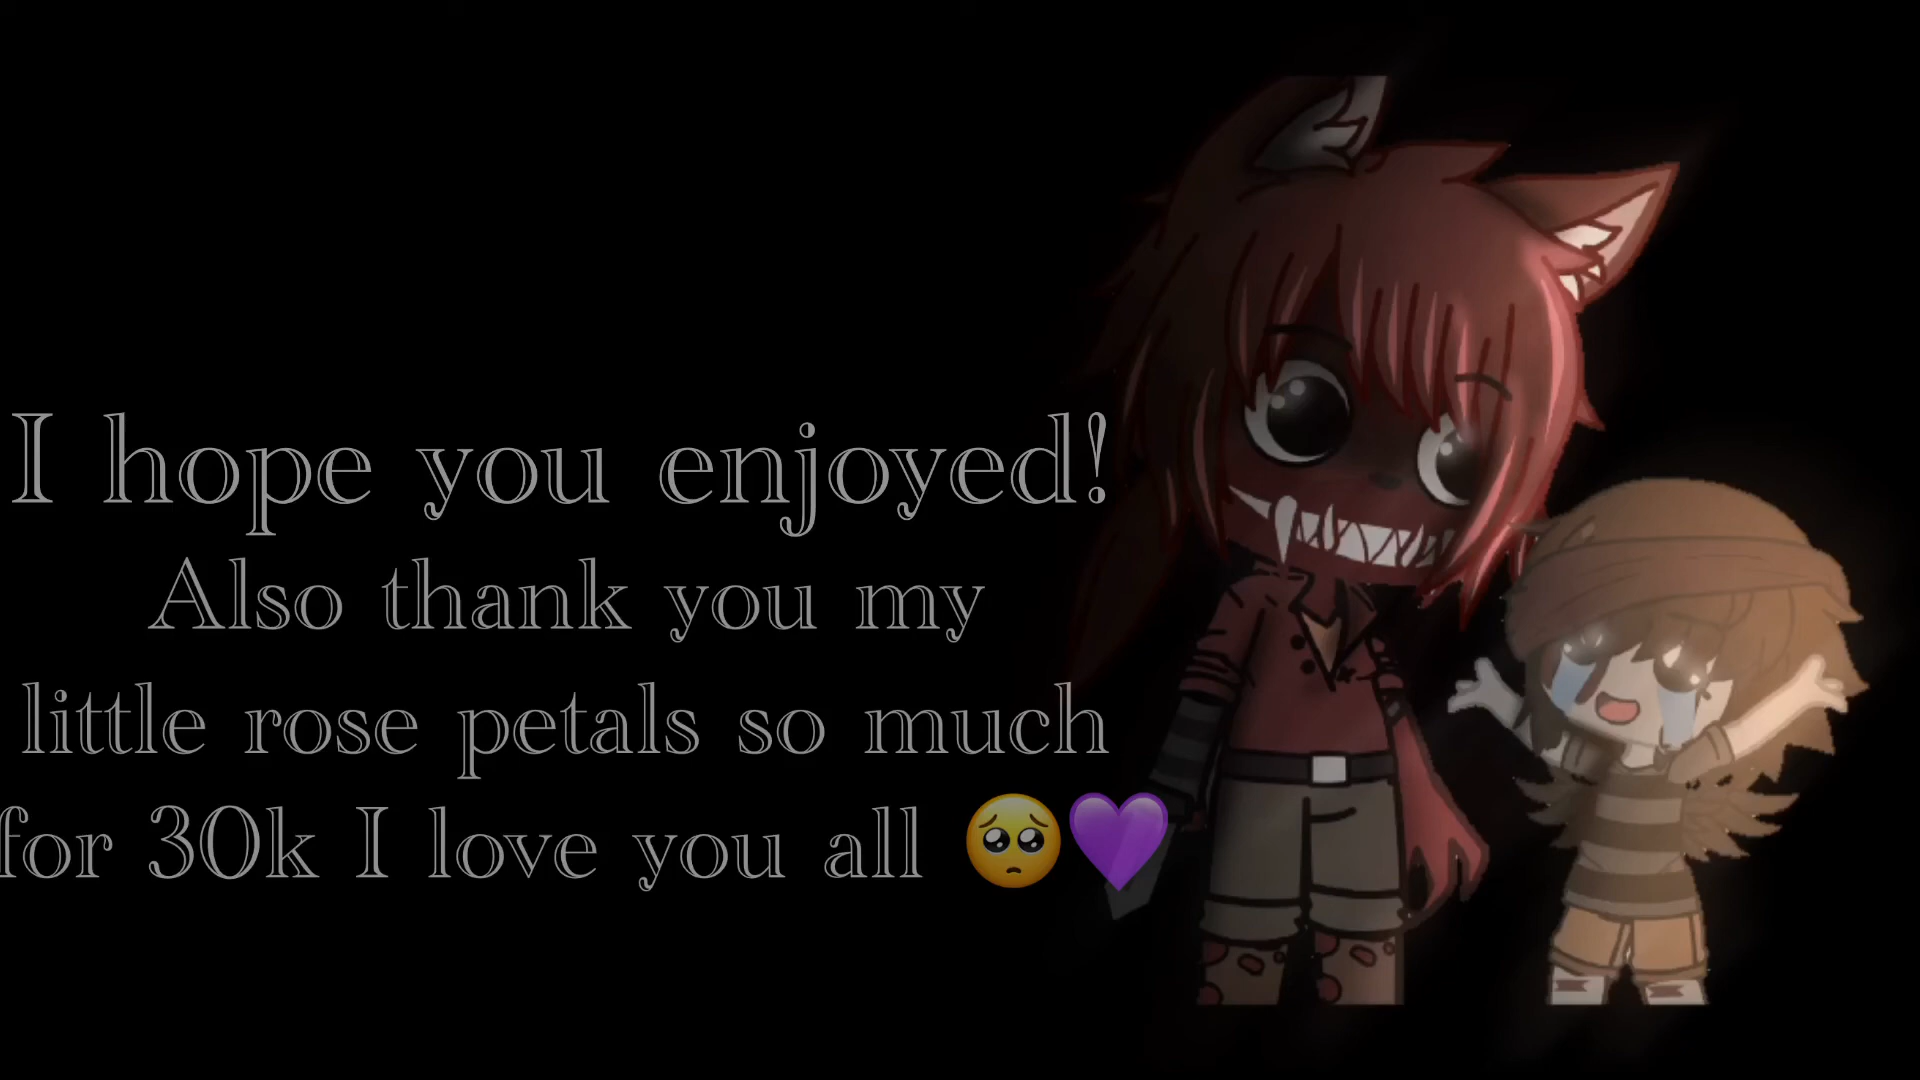 I hope you enjoyed!
Also thank you my
little rose petals so much
for 30k I love you all 🥺💜